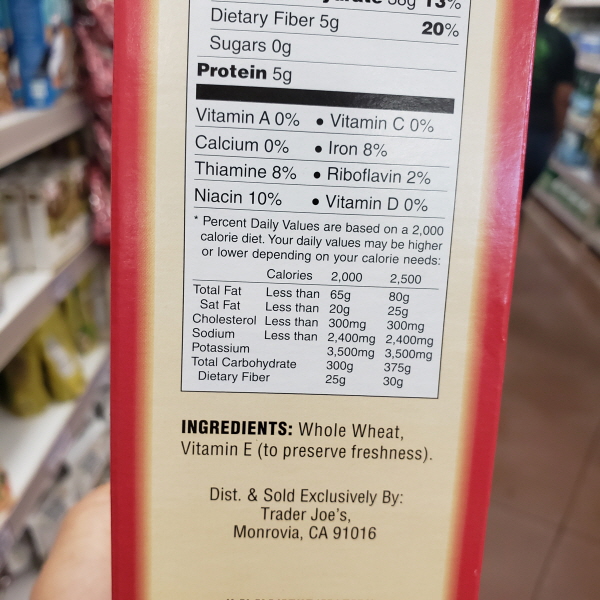 13%
Dietary Fiber 5g 20%
Sugars 0g
Protein 5g
Vitamin A 0% • Vitamin C 0%
Calcium 0% • Iron 8%
Thiamine 8% • Riboflavin 2%
Niacin 10% • Vitamin D 0%
* Percent Daily Values are based on a 2,000
calorie diet. Your daily values may be higher
or lower depending on your calorie needs:
Calories 2,000 2,500
Total Fat Less than 65g 80g
Sat Fat Less than 20g 25g
Cholesterol Less than 300mg 300mg
Sodium Less than 2,400mg 2,400mg
Potassium 3,500mg 3,500mg
Total Carbohydrate 300g 375g
Dietary Fiber 25g 30g
INGREDIENTS: Whole Wheat,
Vitamin E (to preserve freshness).
Dist. & Sold Exclusively By:
Trader Joe's,
Monrovia, CA 91016